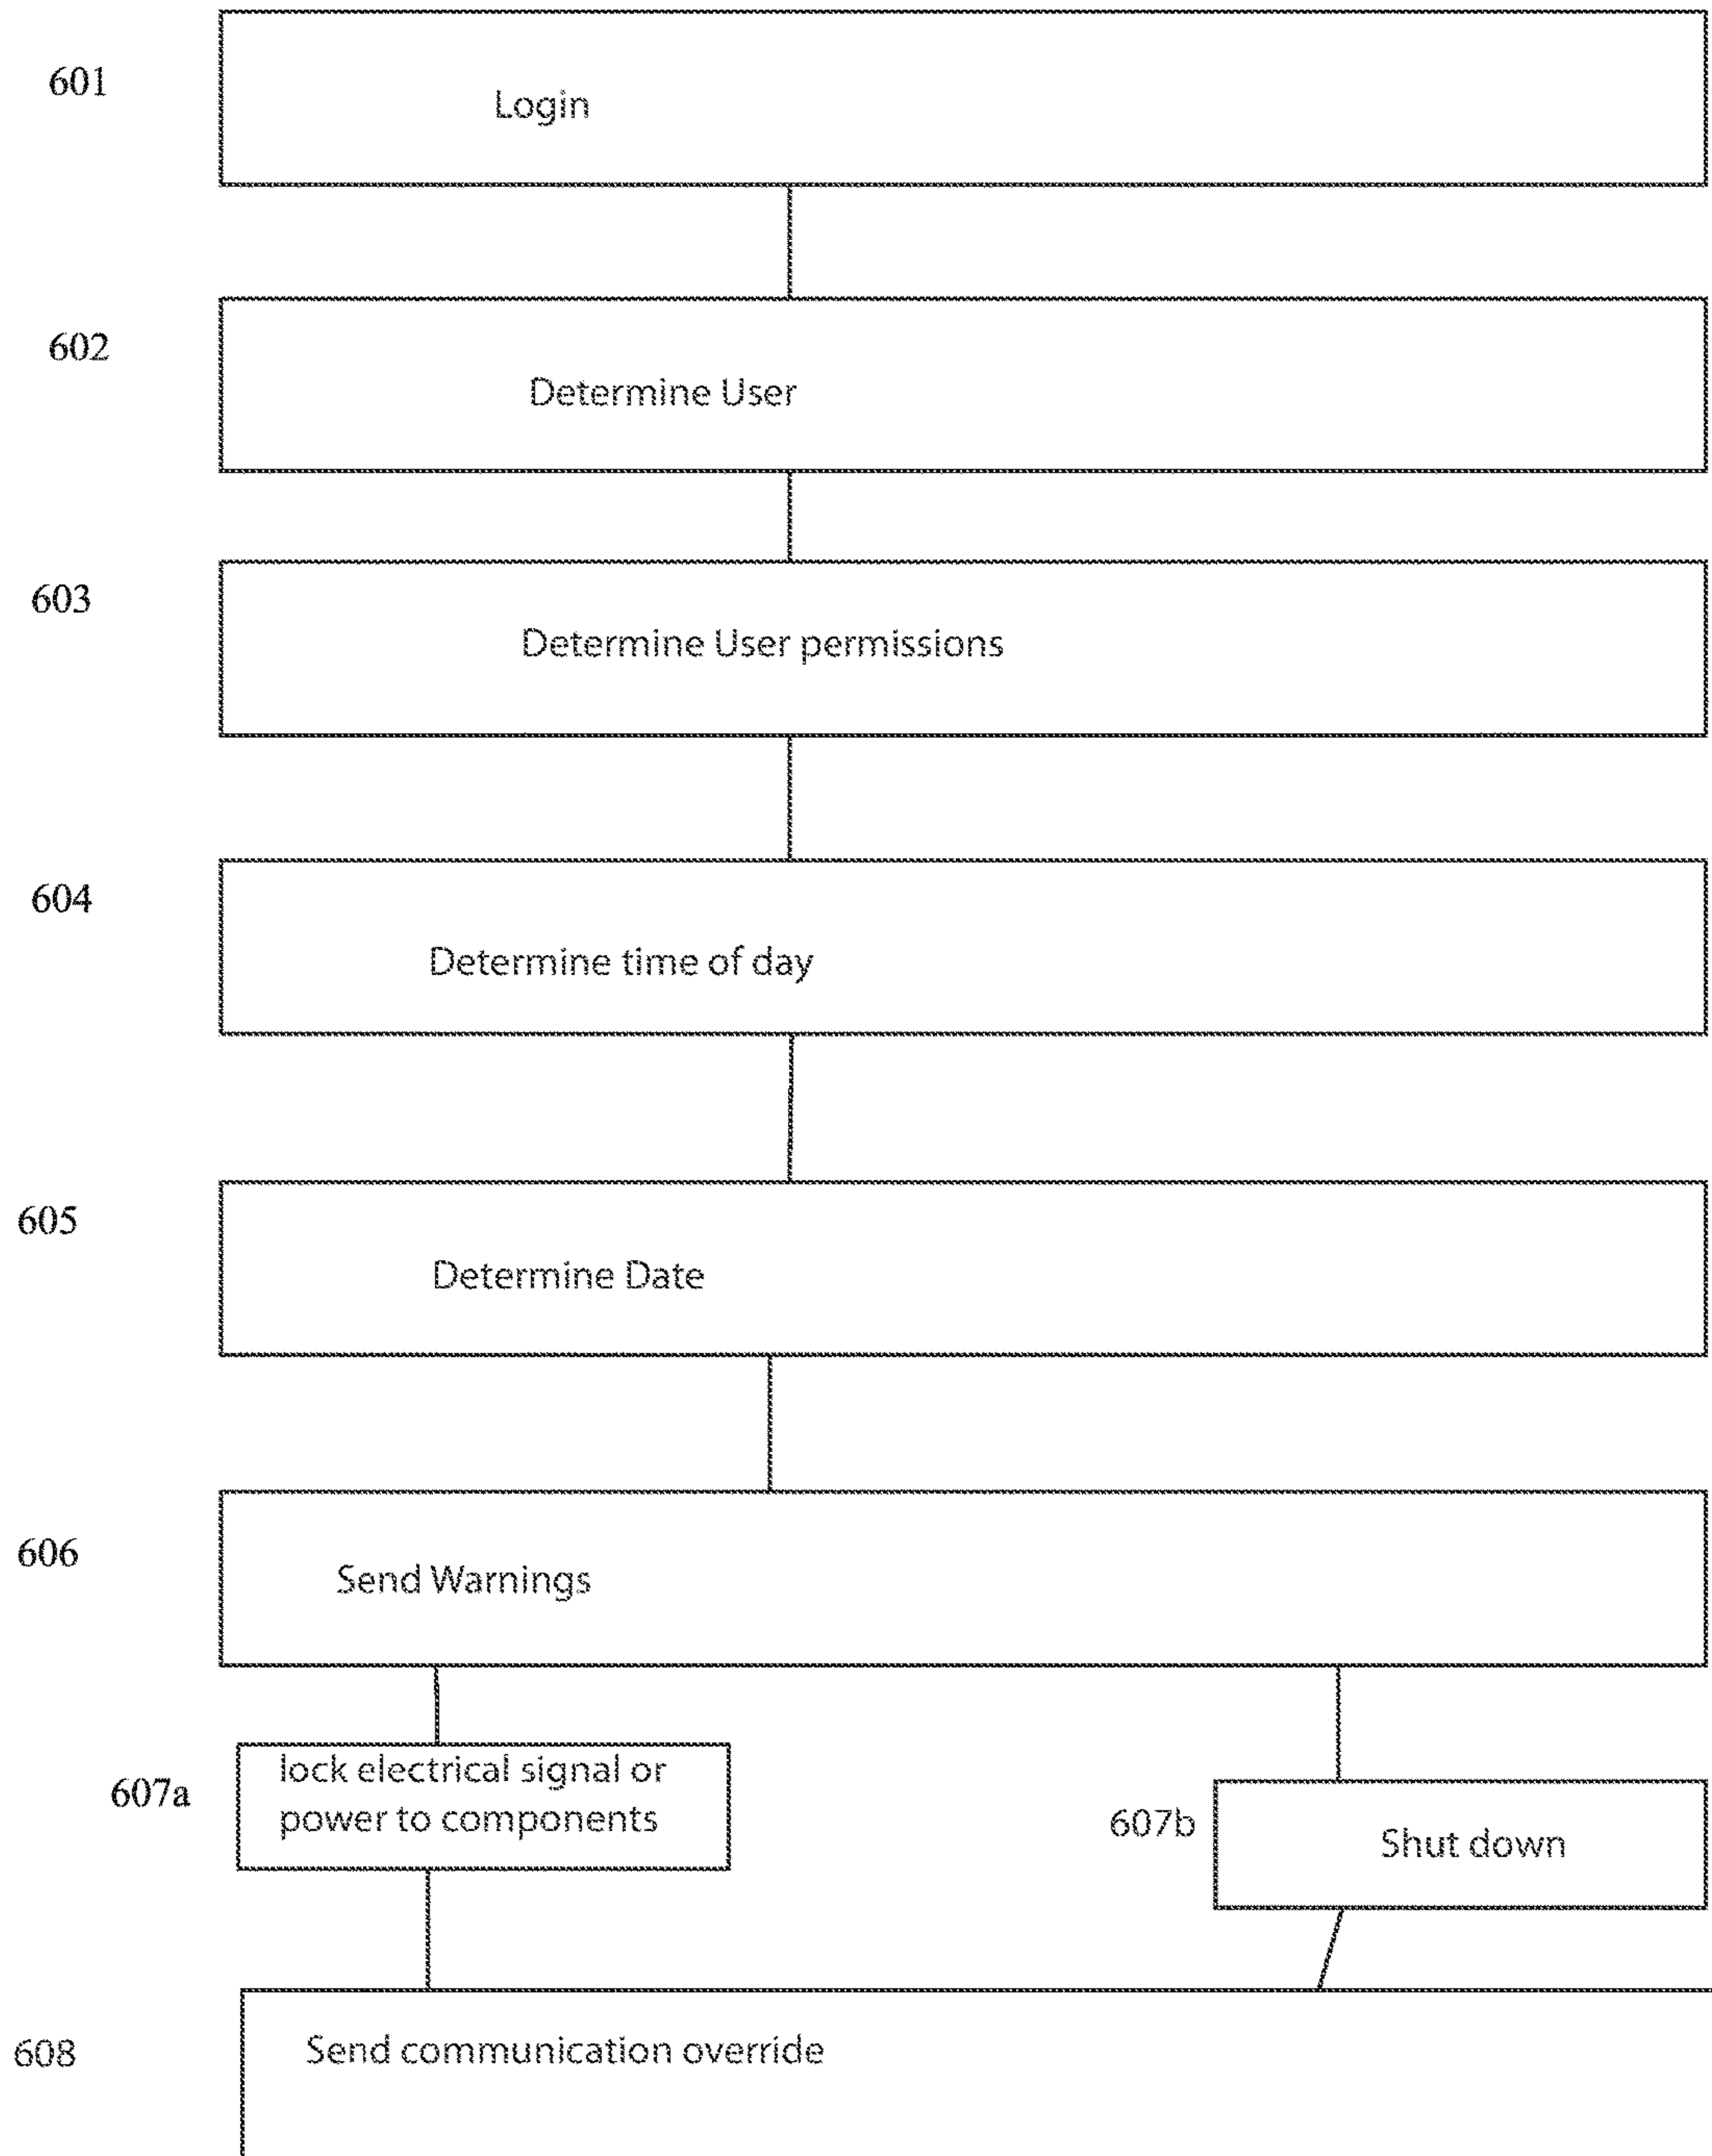 601
Login
602
Determine User
603
Determine User permissions
604
Determine time of day
605
Determine Date
606
Send Warnings
607a
lock electrical signal or
power to components
607b
Shut down
608
Send communication override